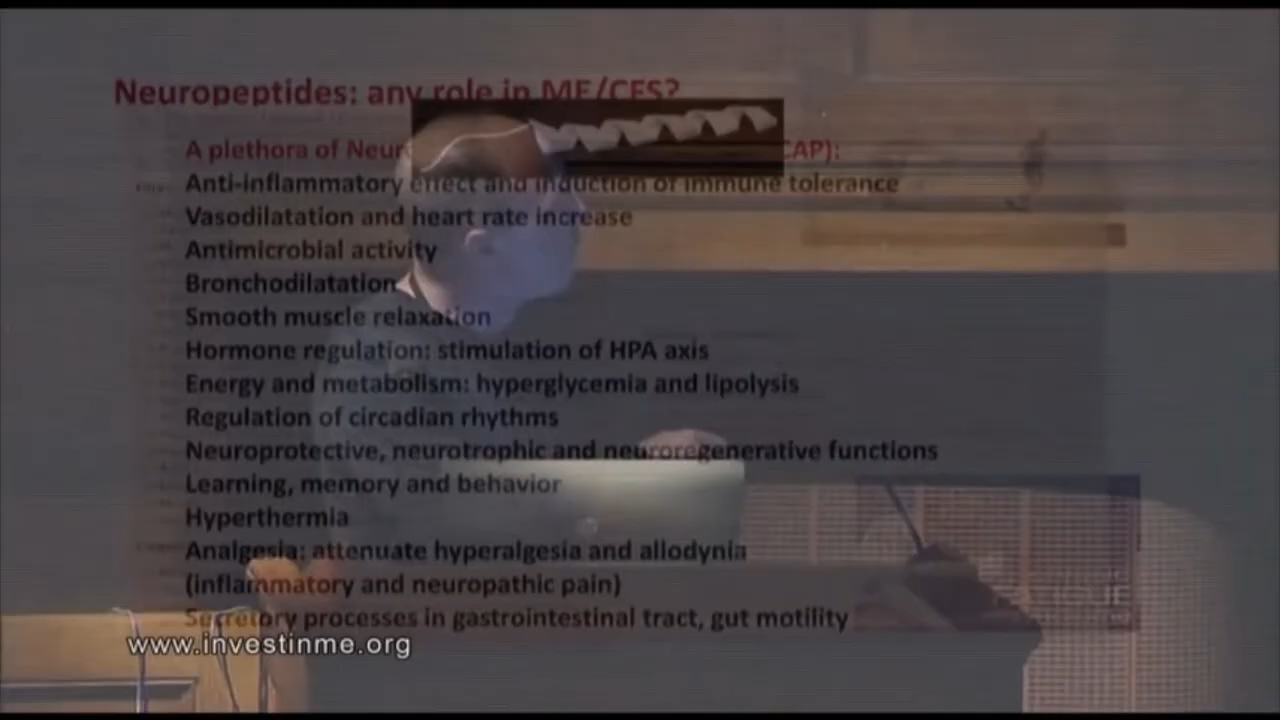 Neuropeptides: any role in ME/CFS?
A plethora of Neur CAP):
Anti-inflammatory effect and induction of immune tolerance
Vasodilatation and heart rate increase
Antimicrobial activity
Bronchodilatation
Smooth muscle relaxation
Hormone regulation: stimulation of HPA axis
Energy and metabolism: hyperglycemia and lipolysis
Regulation of circadian rhythms
Neuroprotective, neurotrophic and neuroregenerative functions
Learning, memory and behavior
Hyperthermia
Analgesia: attenuate hyperalgesia and allodynia
(inflammatory and neuropathic pain)
Secretory processes in gastrointestinal tract, gut motility
www.investinme.org